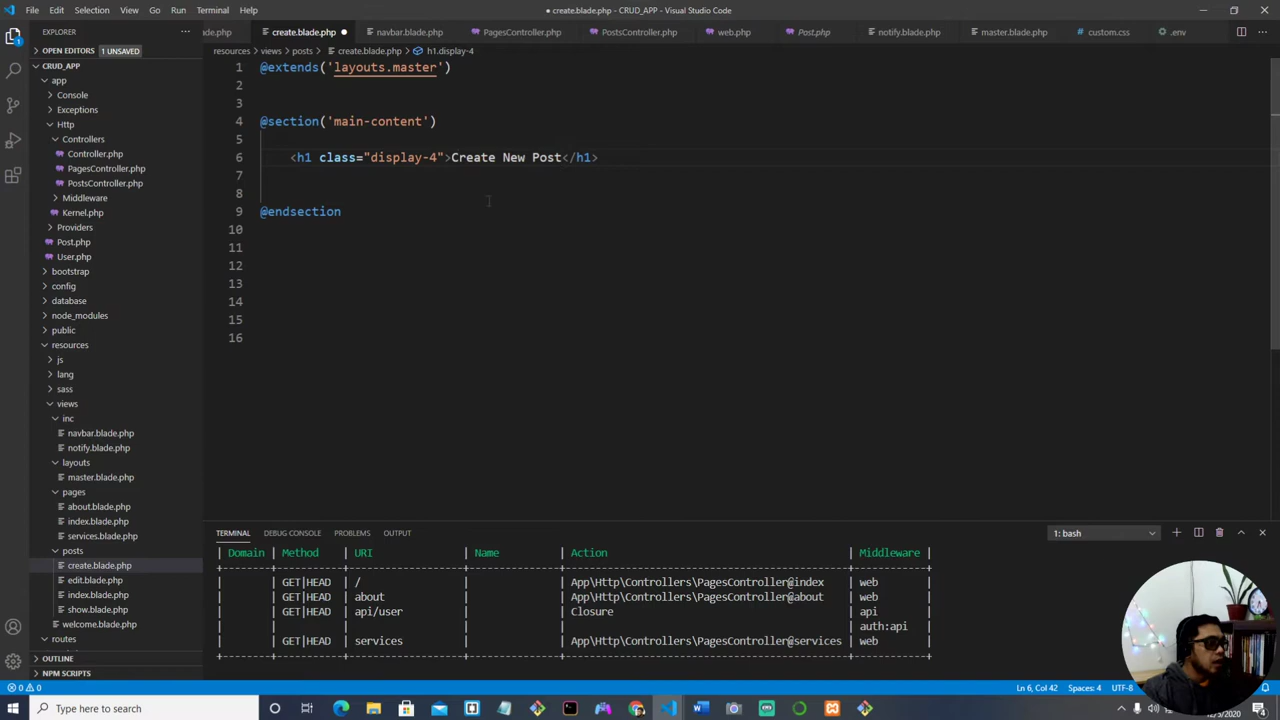 File Edit Selection View Go Run Terminal Help
● create.blade.php - CRUD_APP - Visual Studio Code
EXPLORER
de.php create.blade.php ● navbar.blade.php PagesController.php PostsController.php web.php Post.php notify.blade.php master.blade.php custom.css .env
OPEN EDITORS 1 UNSAVED
resources > views > posts > create.blade.php > h1.display-4
CRUD_APP
app
Console
Exceptions
Http
Controllers
Controller.php
PagesController.php
PostsController.php
Middleware
Kernel.php
Providers
Post.php
User.php
bootstrap
config
database
node_modules
public
resources
js
lang
sass
views
inc
navbar.blade.php
notify.blade.php
layouts
master.blade.php
pages
about.blade.php
index.blade.php
services.blade.php
posts
create.blade.php
edit.blade.php
index.blade.php
show.blade.php
welcome.blade.php
routes
OUTLINE
NPM SCRIPTS
1 @extends('layouts.master')
2
3
4 @section('main-content')
5
6 <h1 class="display-4">Create New Post</h1>
7
8
9 @endsection
10
11
12
13
14
15
16
TERMINAL DEBUG CONSOLE PROBLEMS OUTPUT 1: bash
| Domain | Method | URI | Name | Action | Middleware |
| | GET|HEAD | / | | App\Http\Controllers\PagesController@index | web |
| | GET|HEAD | about | | App\Http\Controllers\PagesController@about | web |
| | GET|HEAD | api/user | | Closure | api |
| | | | | | auth:api |
| | GET|HEAD | services | | App\Http\Controllers\PagesController@services | web |
0 0 Ln 6, Col 42 Spaces: 4 UTF-8
Type here to search